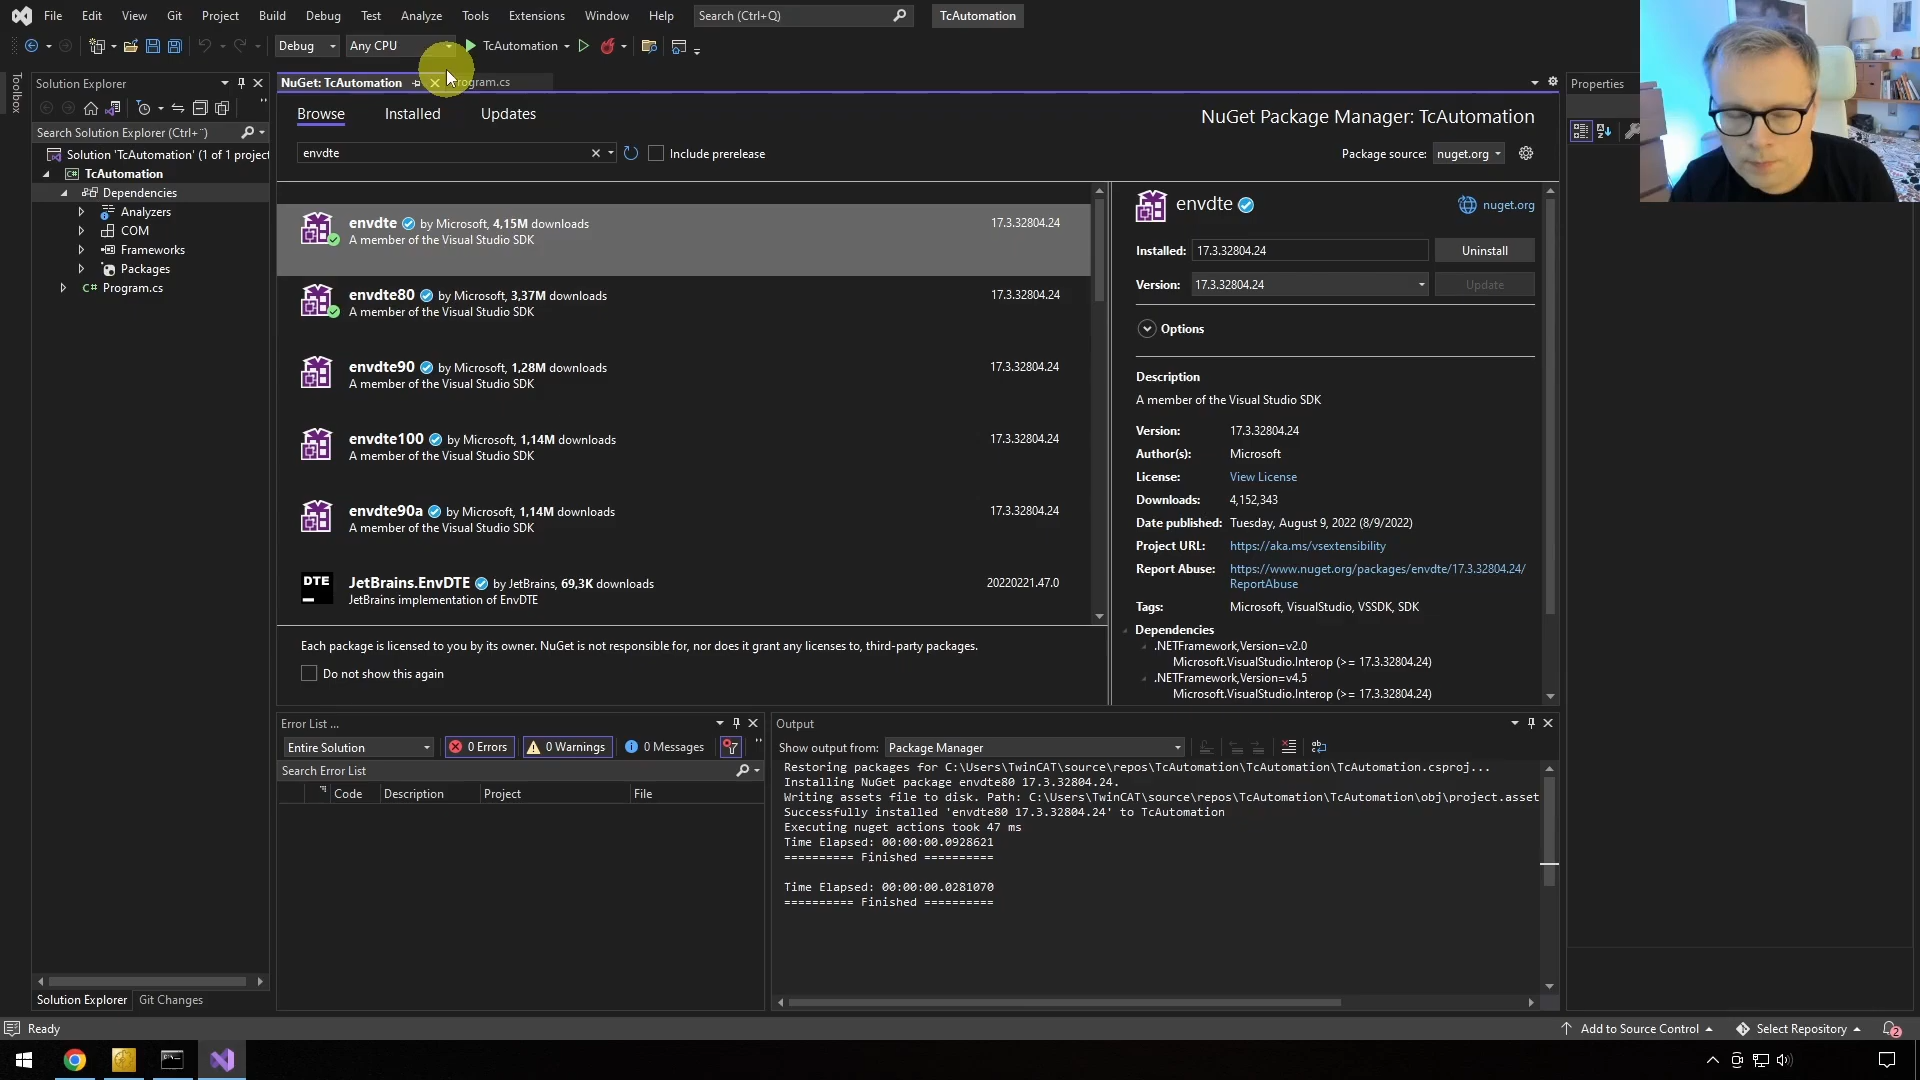 File Edit View Git Project Build Debug Test Analyze Tools Extensions Window Help Search (Ctrl+Q) TcAutomation
Debug Any CPU TcAutomation
Toolbox
Solution Explorer
Search Solution Explorer (Ctrl+¨)
Solution 'TcAutomation' (1 of 1 project
TcAutomation
Dependencies
Analyzers
COM
Frameworks
Packages
C# Program.cs
Solution Explorer Git Changes
NuGet: TcAutomation rogram.cs
Browse Installed Updates
NuGet Package Manager: TcAutomation
envdte
Include prerelease
Package source: nuget.org
envdte by Microsoft, 4,15M downloads 17.3.32804.24
A member of the Visual Studio SDK
envdte80 by Microsoft, 3,37M downloads 17.3.32804.24
A member of the Visual Studio SDK
envdte90 by Microsoft, 1,28M downloads 17.3.32804.24
A member of the Visual Studio SDK
envdte100 by Microsoft, 1,14M downloads 17.3.32804.24
A member of the Visual Studio SDK
envdte90a by Microsoft, 1,14M downloads 17.3.32804.24
A member of the Visual Studio SDK
DTE JetBrains.EnvDTE by JetBrains, 69,3K downloads 20220221.47.0
JetBrains implementation of EnvDTE
Each package is licensed to you by its owner. NuGet is not responsible for, nor does it grant any licenses to, third-party packages.
Do not show this again
envdte nuget.org
Installed: 17.3.32804.24 Uninstall
Version: 17.3.32804.24 Update
Options
Description
A member of the Visual Studio SDK
Version: 17.3.32804.24
Author(s): Microsoft
License: View License
Downloads: 4,152,343
Date published: Tuesday, August 9, 2022 (8/9/2022)
Project URL: https://aka.ms/vsextensibility
Report Abuse: https://www.nuget.org/packages/envdte/17.3.32804.24/
ReportAbuse
Tags: Microsoft, VisualStudio, VSSDK, SDK
Dependencies
.NETFramework,Version=v2.0
Microsoft.VisualStudio.Interop (>= 17.3.32804.24)
.NETFramework,Version=v4.5
Microsoft.VisualStudio.Interop (>= 17.3.32804.24)
Properties
Error List ...
Entire Solution 0 Errors 0 Warnings 0 Messages
Search Error List
Code Description Project File
Output
Show output from: Package Manager
Restoring packages for C:\Users\TwinCAT\source\repos\TcAutomation\TcAutomation\TcAutomation.csproj...
Installing NuGet package envdte80 17.3.32804.24.
Writing assets file to disk. Path: C:\Users\TwinCAT\source\repos\TcAutomation\TcAutomation\obj\project.asset
Successfully installed 'envdte80 17.3.32804.24' to TcAutomation
Executing nuget actions took 47 ms
Time Elapsed: 00:00:00.0928621
========== Finished ==========
Time Elapsed: 00:00:00.0281070
========== Finished ==========
Ready Add to Source Control Select Repository 2